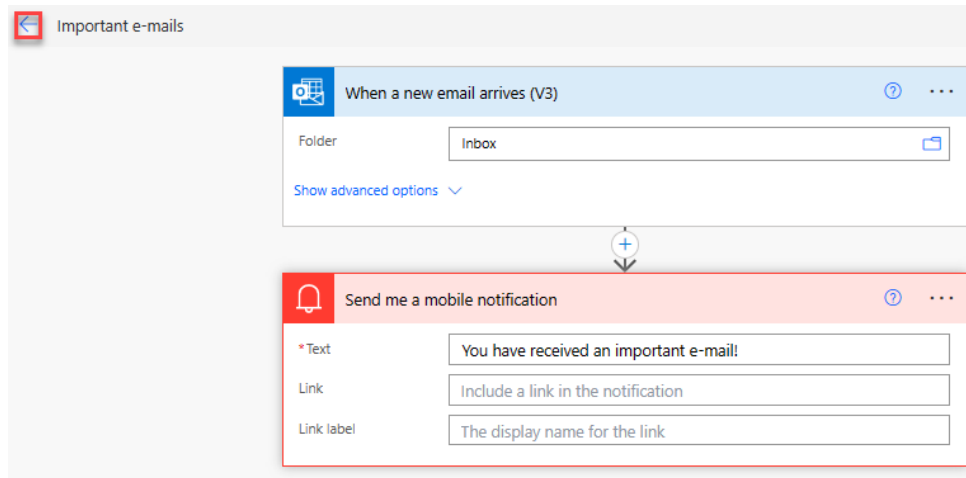 Important e-mails
When a new email arrives (V3)
Folder
Inbox
Show advanced options
Send me a mobile notification
*Text
You have received an important e-mail!
Link
Include a link in the notification
Link label
The display name for the link